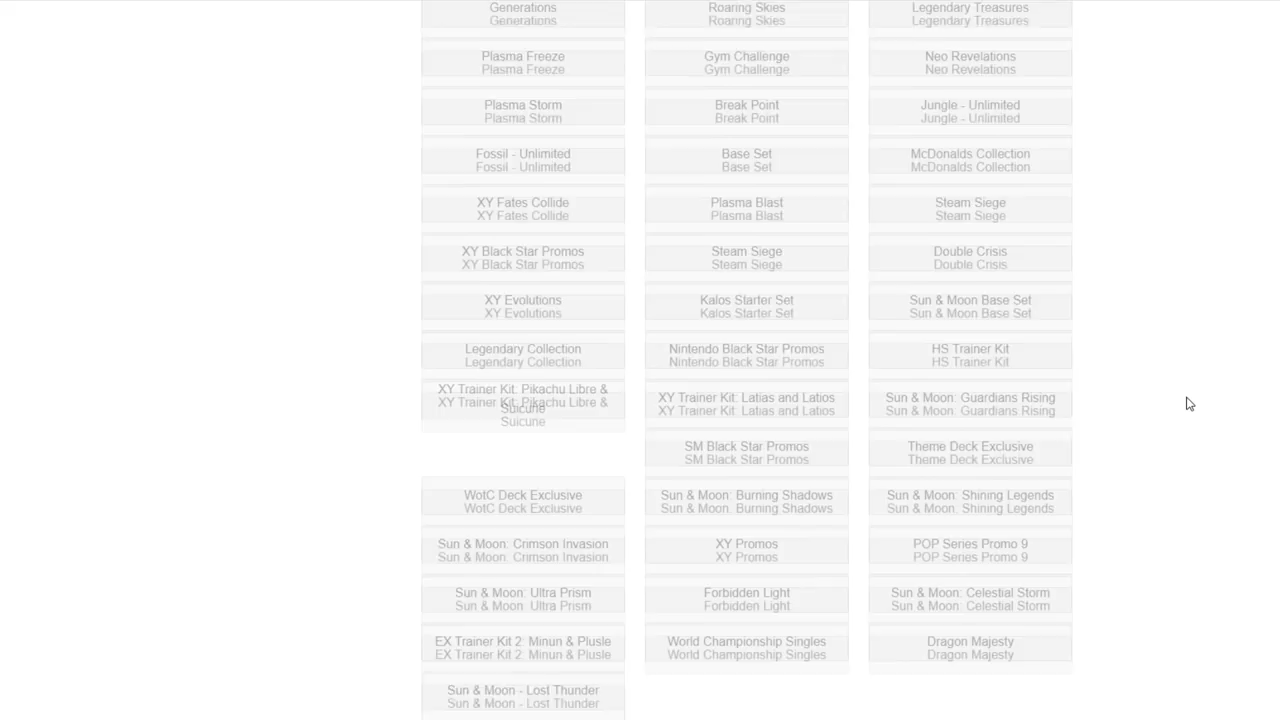 Generations
Roaring Skies
Legendary Treasures
Generations
Roaring Skies
Legendary Treasures
Plasma Freeze
Gym Challenge
Neo Revelations
Plasma Freeze
Gym Challenge
Neo Revelations
Plasma Storm
Break Point
Jungle - Unlimited
Plasma Storm
Break Point
Jungle - Unlimited
Fossil - Unlimited
Base Set
McDonalds Collection
Fossil - Unlimited
Base Set
McDonalds Collection
XY Fates Collide
Plasma Blast
Steam Siege
XY Fates Collide
Plasma Blast
Steam Siege
XY Black Star Promos
Steam Siege
Double Crisis
XY Black Star Promos
Steam Siege
Double Crisis
XY Evolutions
Kalos Starter Set
Sun & Moon Base Set
XY Evolutions
Kalos Starter Set
Sun & Moon Base Set
Legendary Collection
Nintendo Black Star Promos
HS Trainer Kit
Legendary Collection
Nintendo Black Star Promos
HS Trainer Kit
XY Trainer Kit: Pikachu Libre &
XY Trainer Kit: Pikachu Libre &
Suicune
Suicune
XY Trainer Kit: Latias and Latios
Sun & Moon: Guardians Rising
XY Trainer Kit: Latias and Latios
Sun & Moon: Guardians Rising
SM Black Star Promos
Theme Deck Exclusive
SM Black Star Promos
Theme Deck Exclusive
WotC Deck Exclusive
Sun & Moon: Burning Shadows
Sun & Moon: Shining Legends
WotC Deck Exclusive
Sun & Moon: Burning Shadows
Sun & Moon: Shining Legends
Sun & Moon: Crimson Invasion
XY Promos
POP Series Promo 9
Sun & Moon: Crimson Invasion
XY Promos
POP Series Promo 9
Sun & Moon: Ultra Prism
Forbidden Light
Sun & Moon: Celestial Storm
Sun & Moon: Ultra Prism
Forbidden Light
Sun & Moon: Celestial Storm
EX Trainer Kit 2: Minun & Plusle
World Championship Singles
Dragon Majesty
EX Trainer Kit 2: Minun & Plusle
World Championship Singles
Dragon Majesty
Sun & Moon - Lost Thunder
Sun & Moon - Lost Thunder